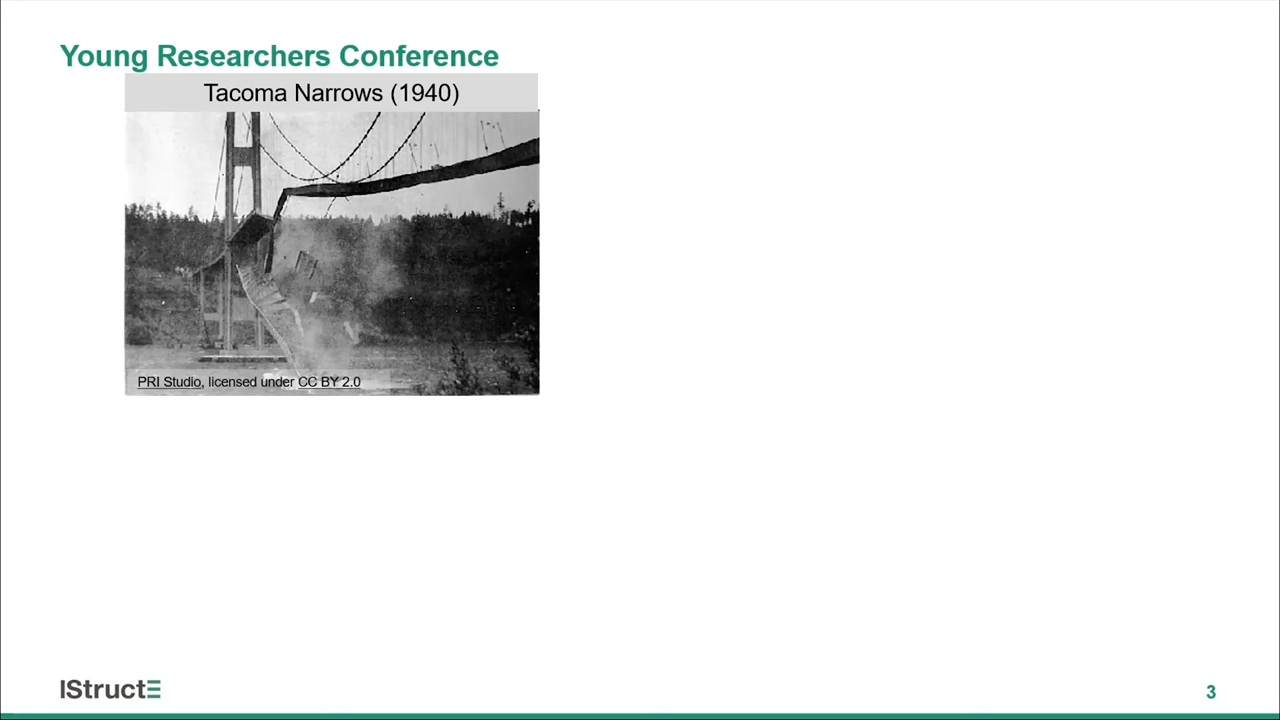 Young Researchers Conference
Tacoma Narrows (1940)
PRI Studio, licensed under CC BY 2.0
IStructE
3